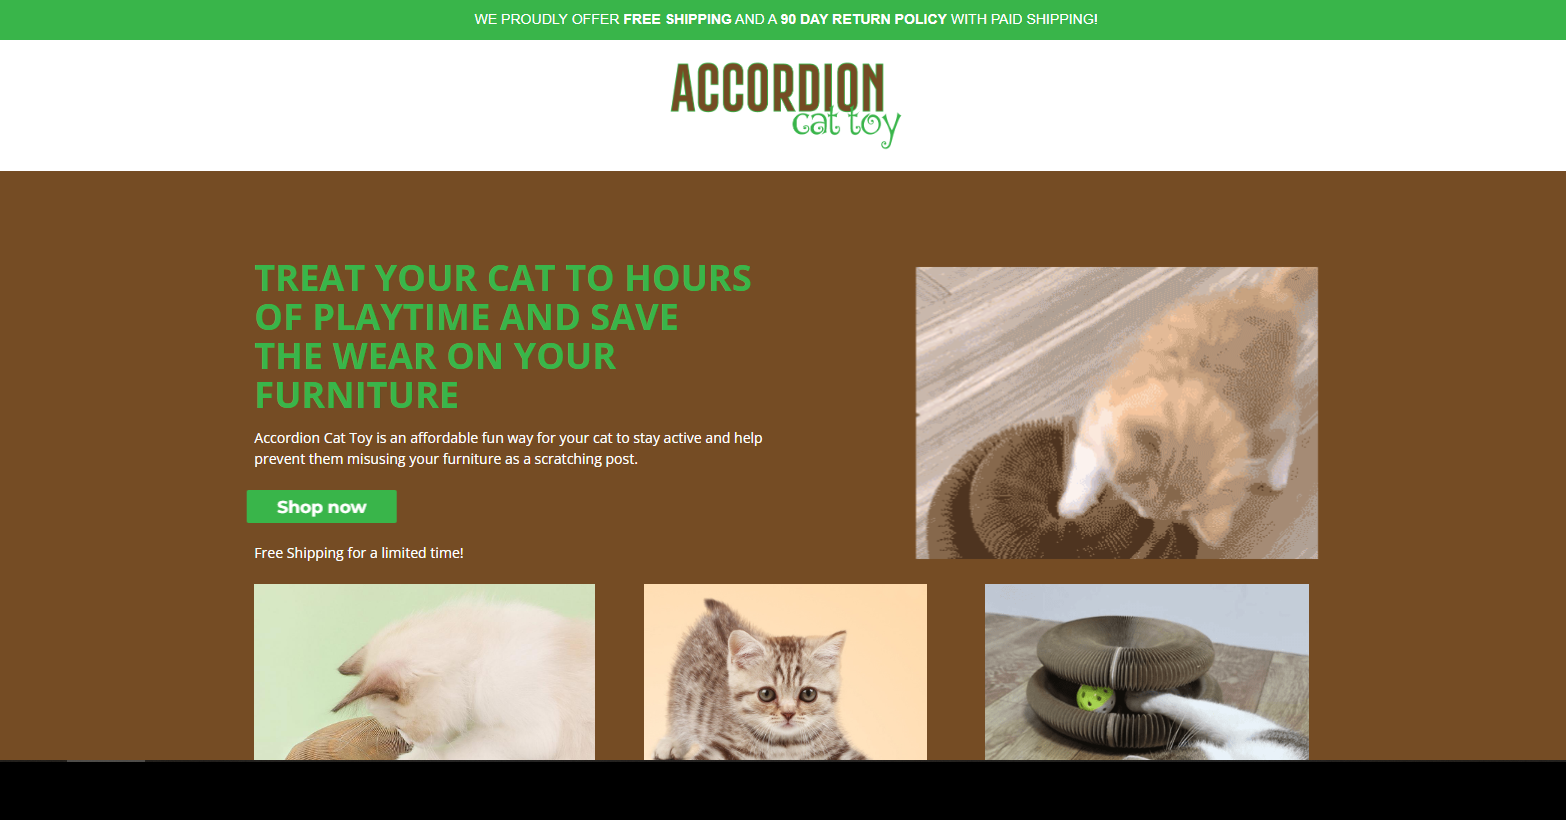 WE PROUDLY OFFER FREE SHIPPING AND A 90 DAY RETURN POLICY WITH PAID SHIPPING!
ACCORDION
cat toy
TREAT YOUR CAT TO HOURS
OF PLAYTIME AND SAVE
THE WEAR ON YOUR
FURNITURE
Accordion Cat Toy is an affordable fun way for your cat to stay active and help
prevent them misusing your furniture as a scratching post.
Shop now
Free Shipping for a limited time!